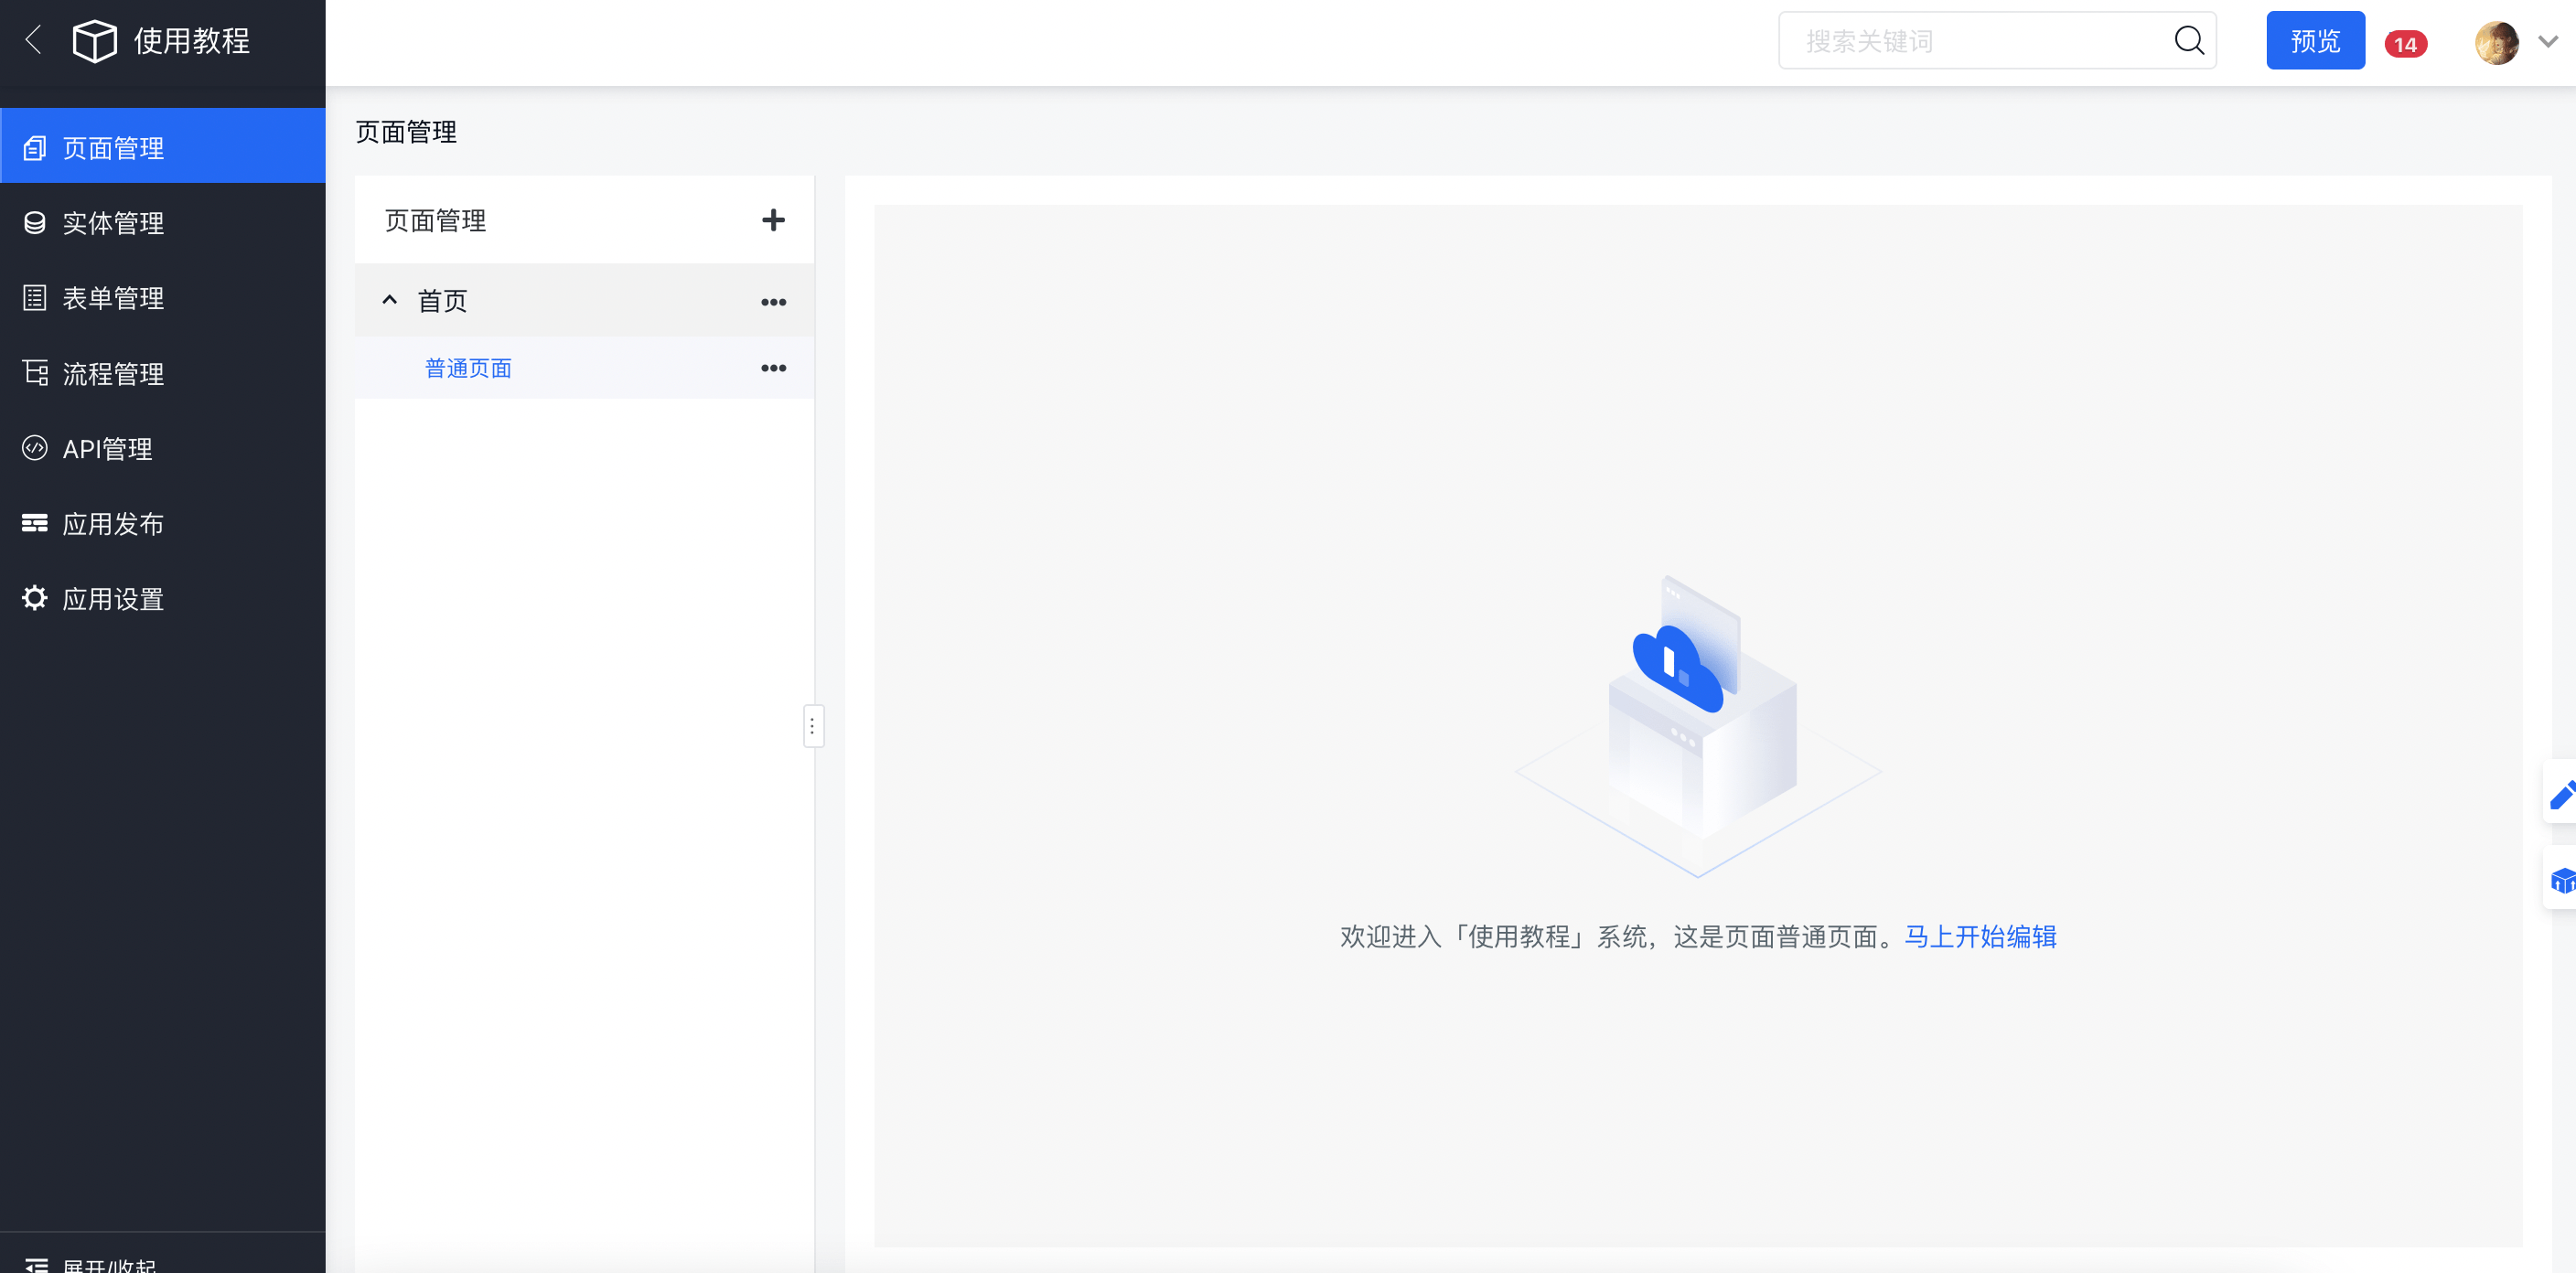 使用教程
搜索关键词
预览
14
页面管理
实体管理
表单管理
流程管理
API管理
应用发布
应用设置
展开/收起
页面管理
页面管理
首页
普通页面
欢迎进入「使用教程」系统，这是页面普通页面。马上开始编辑